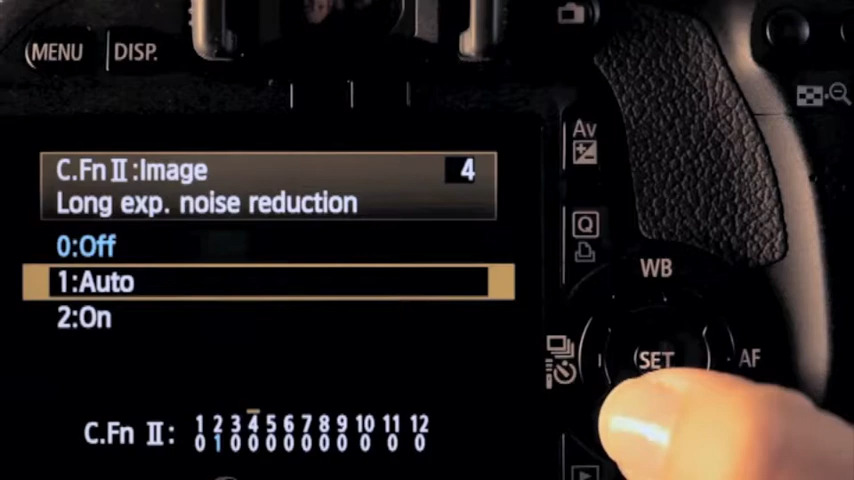 MENU
DISP.
C.Fn II:Image 4
Long exp. noise reduction
0:Off
1:Auto
2:On
C.Fn II: 1 2 3 4 5 6 7 8 9 10 11 12
0 1 0 0 0 0 0 0 0 0 0 0
Av
Q
WB
SET
AF